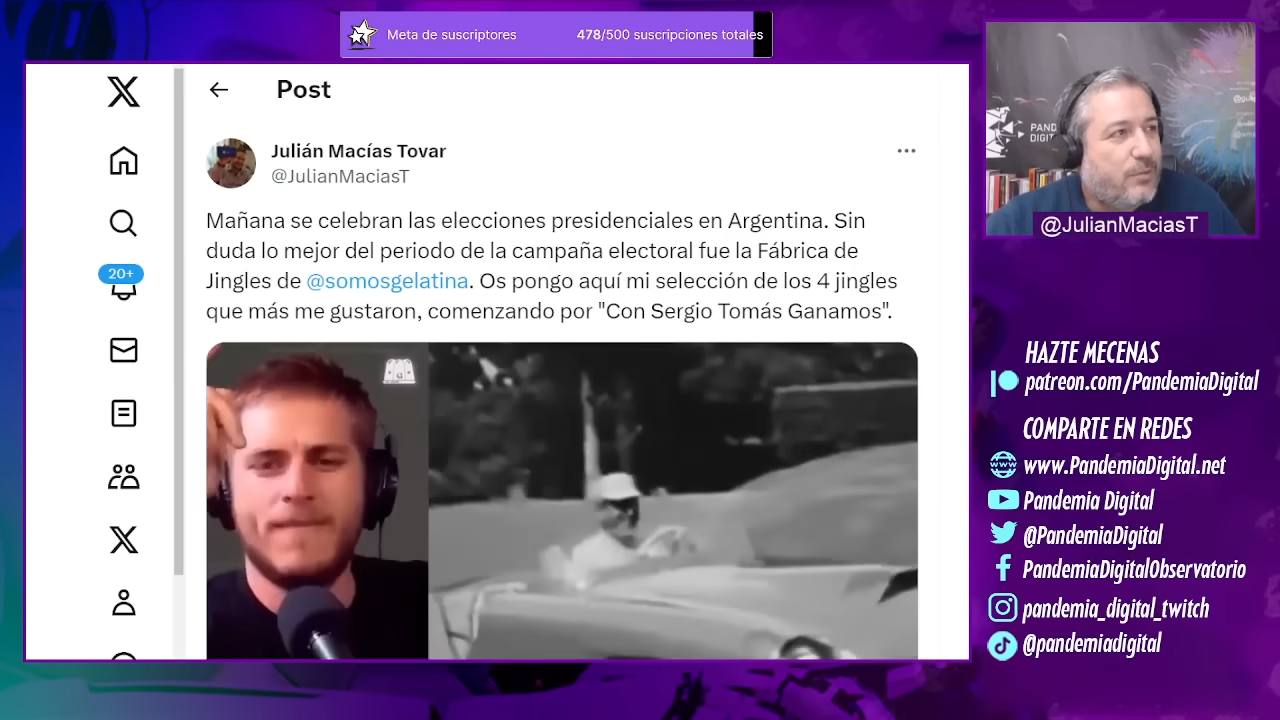 Meta de suscriptores
478/500 suscripciones totales
Post
Julián Macías Tovar
@JulianMaciasT
Mañana se celebran las elecciones presidenciales en Argentina. Sin
duda lo mejor del periodo de la campaña electoral fue la Fábrica de
Jingles de @somosgelatina. Os pongo aquí mi selección de los 4 jingles
que más me gustaron, comenzando por "Con Sergio Tomás Ganamos".
20+
PAND
DIGIT
@JulianMaciasT
HAZTE MECENAS
patreon.com/PandemiaDigital
COMPARTE EN REDES
www
www.PandemiaDigital.net
Pandemia Digital
@PandemiaDigital
PandemiaDigitalObservatorio
pandemia_digital_twitch
@pandemiadigital